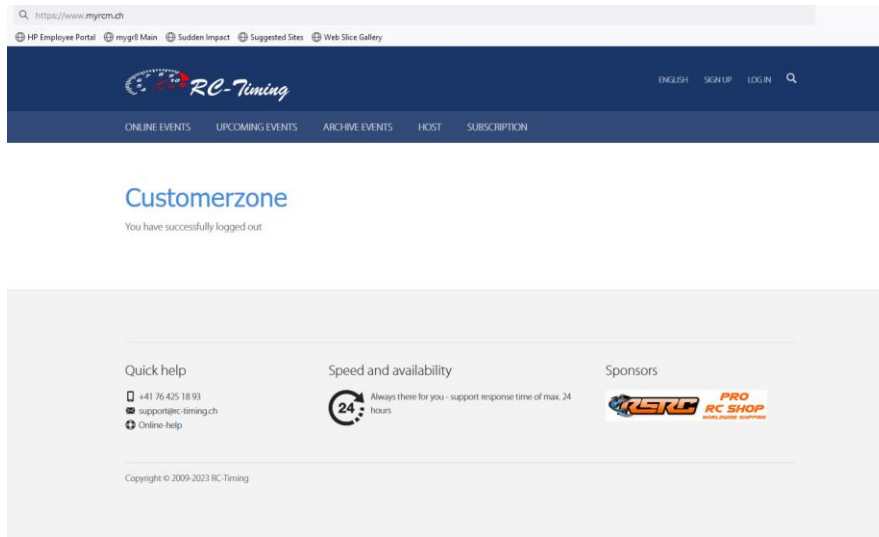 https://www.myrcm.ch
HP Employee Portal mygr8 Main Sudden Impact Suggested Sites Web Slice Gallery
RC-Timing
ENGLISH SIGN UP LOG IN
ONLINE EVENTS UPCOMING EVENTS ARCHIVE EVENTS HOST SUBSCRIPTION
Customerzone
You have successfully logged out
Quick help
+41 76 425 18 93
support@rc-timing.ch
Online-help
Speed and availability
24
Always there for you - support response time of max. 24
hours
Sponsors
RSRC
PRO
RC SHOP
WORLDWIDE SHIPPING
Copyright © 2009-2023 RC-Timing